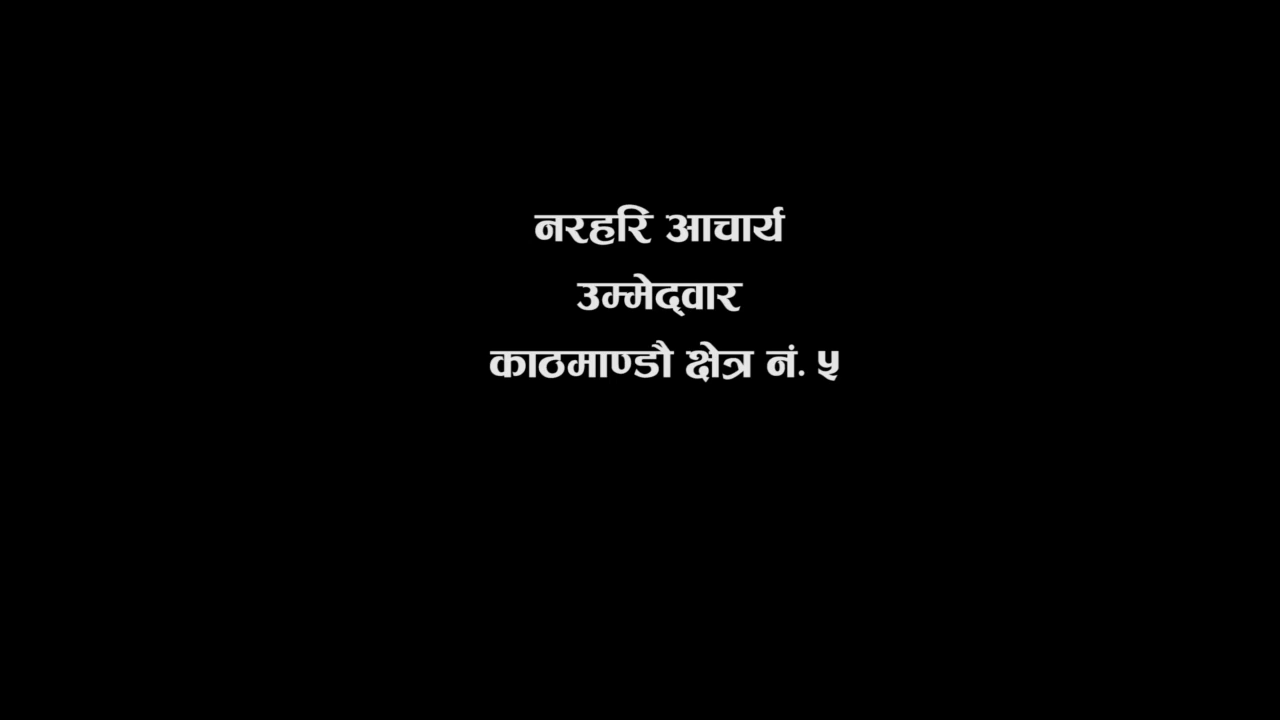 नरहरि आचार्य
उम्मेद्‌वार
काठमाण्डौ क्षेत्र नं. ५